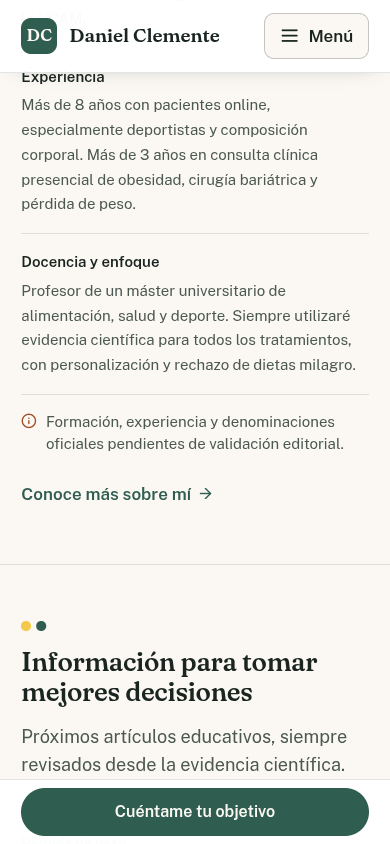 DC Daniel Clemente Menú
Experiencia
Más de 8 años con pacientes online,
especialmente deportistas y composición
corporal. Más de 3 años en consulta clínica
presencial de obesidad, cirugía bariátrica y
pérdida de peso.
Docencia y enfoque
Profesor de un máster universitario de
alimentación, salud y deporte. Siempre utilizaré
evidencia científica para todos los tratamientos,
con personalización y rechazo de dietas milagro.
Formación, experiencia y denominaciones
oficiales pendientes de validación editorial.
Conoce más sobre mí →
Información para tomar
mejores decisiones
Próximos artículos educativos, siempre
revisados desde la evidencia científica.
Cuéntame tu objetivo